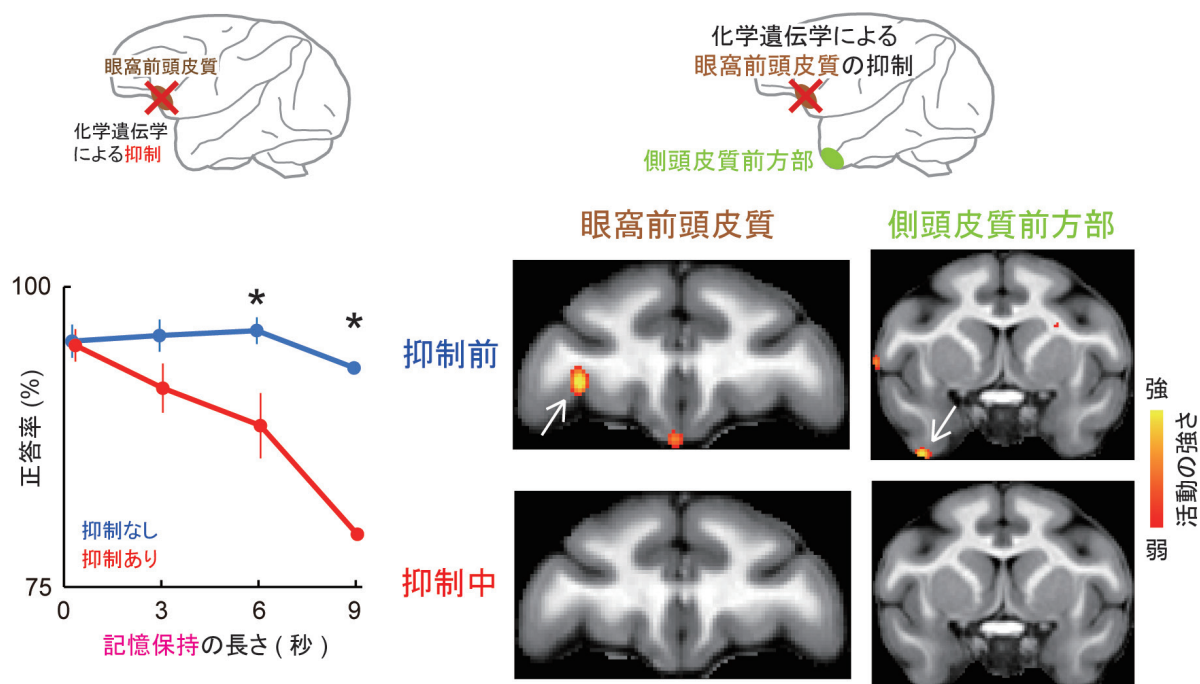 眼窩前頭皮質
化学遺伝学
による抑制
化学遺伝学による
眼窩前頭皮質の抑制
側頭皮質前方部
100
75
正答率 (%)
*
*
抑制なし
抑制あり
0 3 6 9
記憶保持の長さ ( 秒 )
眼窩前頭皮質
側頭皮質前方部
抑制前
抑制中
強
活動の強さ
弱